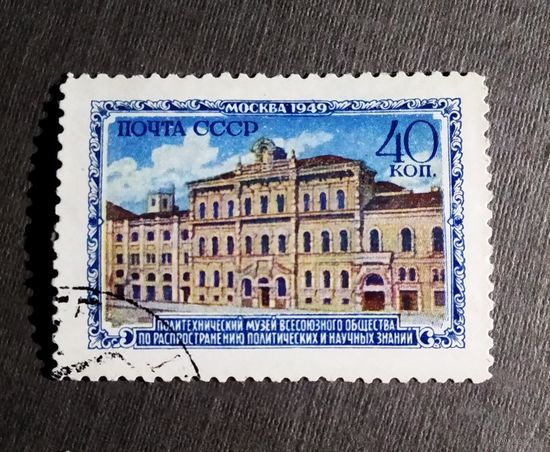 МОСКВА 1949
ПОЧТА СССР
40
КОП.
ПОЛИТЕХНИЧЕСКИЙ МУЗЕЙ ВСЕСОЮЗНОГО ОБЩЕСТВА
ПО РАСПРОСТРАНЕНИЮ ПОЛИТИЧЕСКИХ И НАУЧНЫХ ЗНАНИЙ